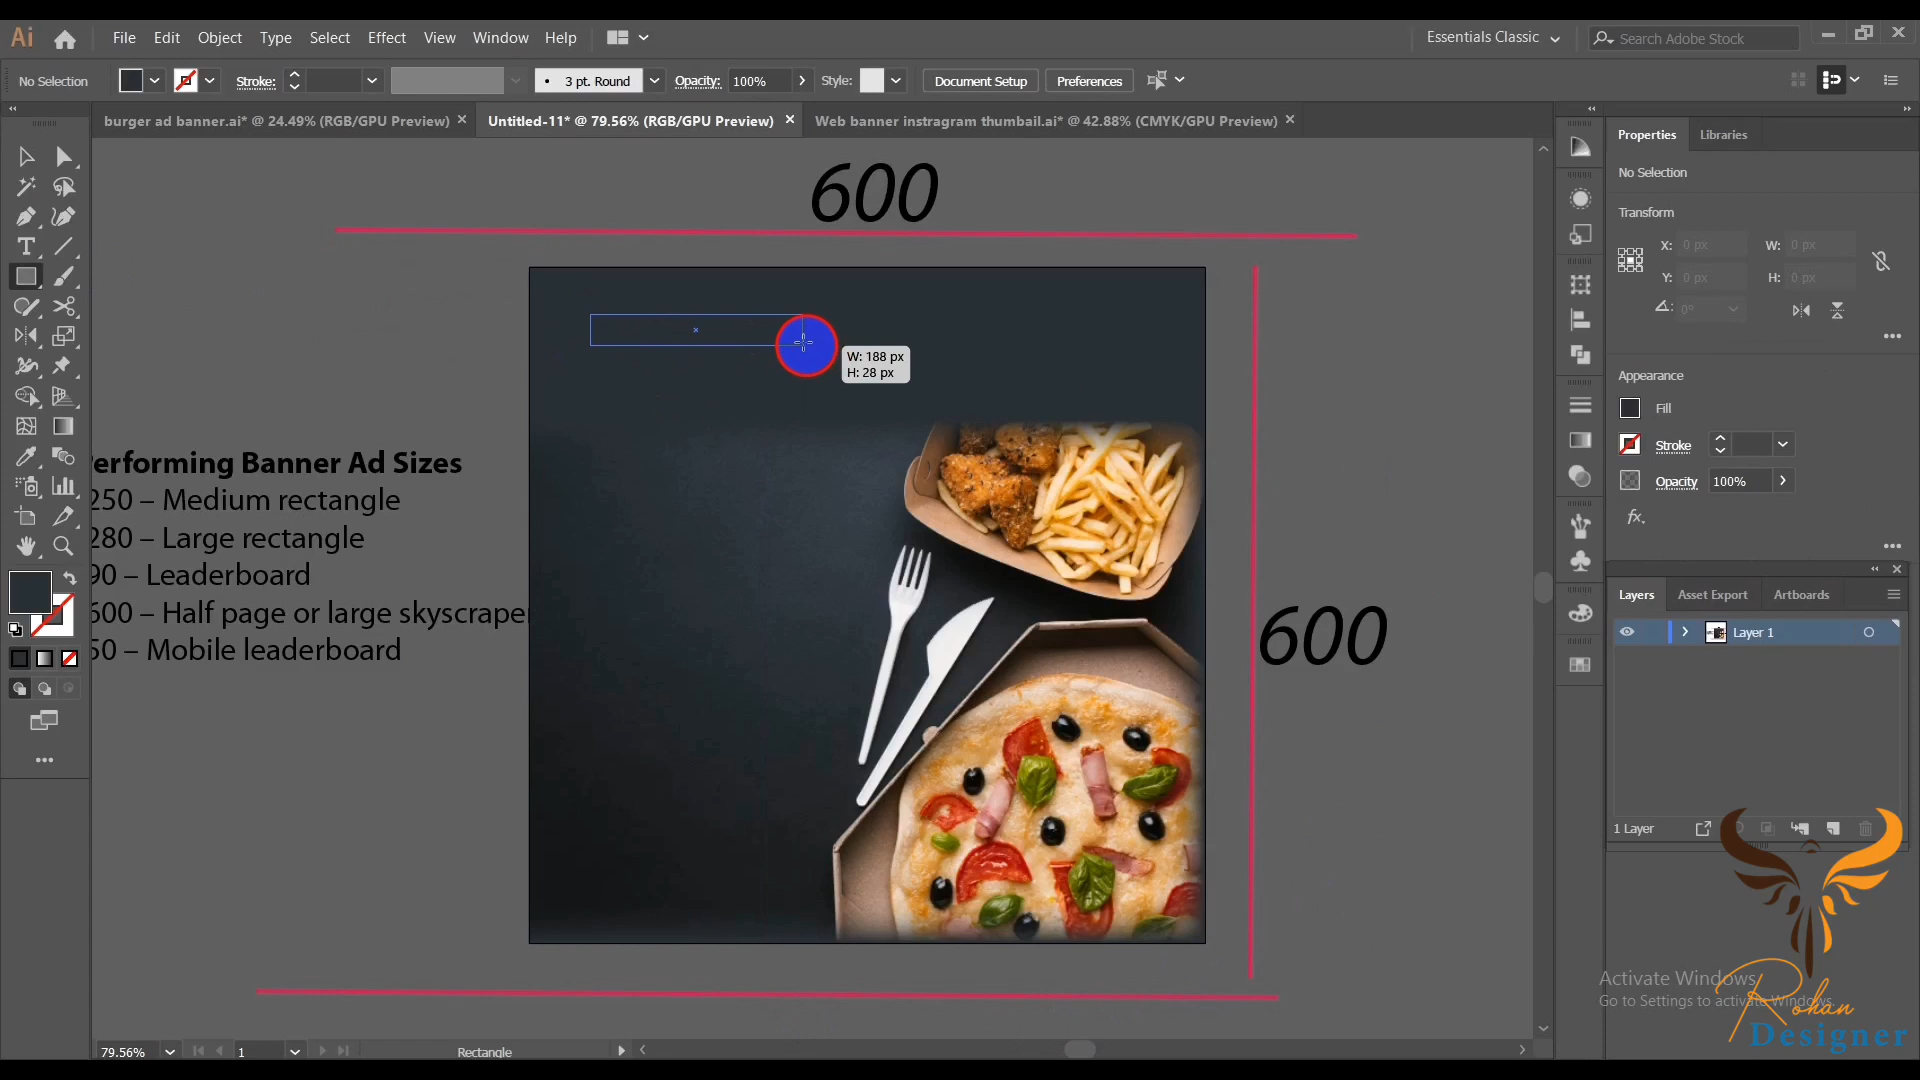 Ai File Edit Object Type Select Effect View Window Help Essentials Classic Search Adobe Stock
No Selection Stroke: 3 pt. Round Opacity: 100% Style: Document Setup Preferences
burger ad banner.ai* @ 24.49% (RGB/GPU Preview) Untitled-11* @ 79.56% (RGB/GPU Preview) Web banner instragram thumbail.ai* @ 42.88% (CMYK/GPU Preview)
Properties Libraries
No Selection
Transform
X: 0 px W: 0 px
Y: 0 px H: 0 px
0°
Appearance
Fill
Stroke
Opacity 100%
fx.
Layers Asset Export Artboards
Layer 1
1 Layer
600
W: 188 px
H: 28 px
erforming Banner Ad Sizes
250 – Medium rectangle
280 – Large rectangle
90 – Leaderboard
600 – Half page or large skyscraper
50 – Mobile leaderboard
600
Activate Windows
Go to Settings to activate Windows.
Rohan
Designer
79.56% 1 Rectangle